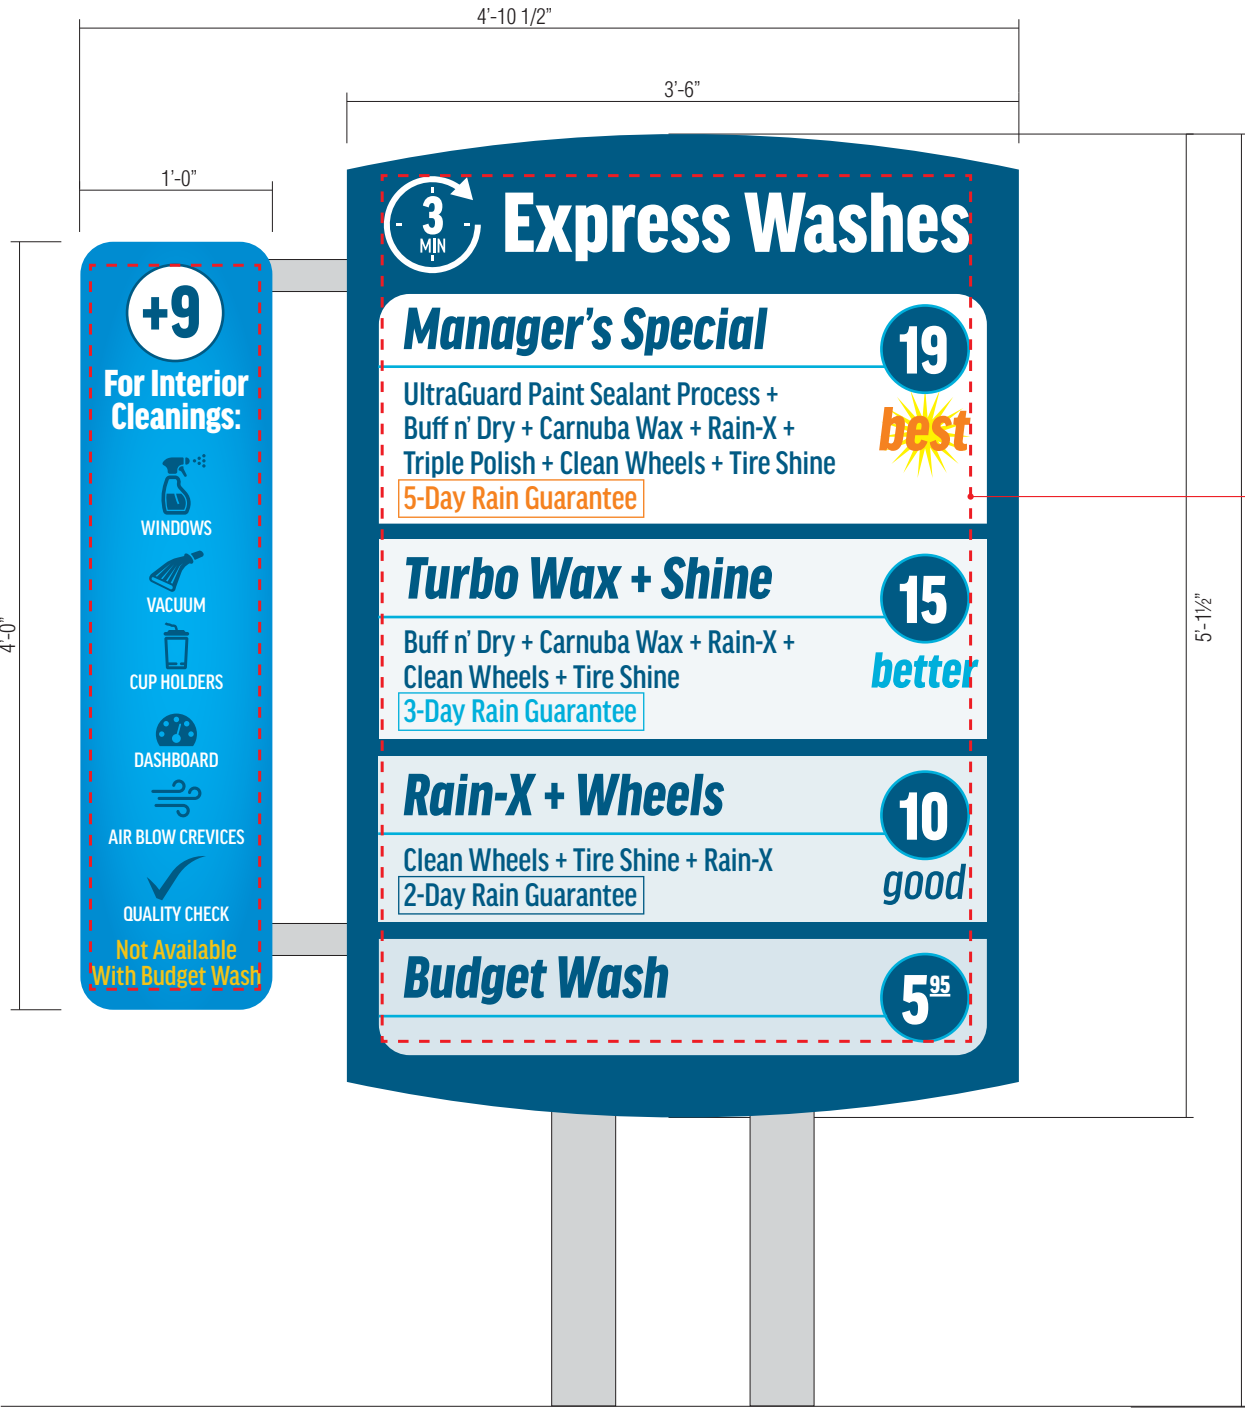 4'-10 1/2"
3'-6"
1'-0"
3
MIN
Express Washes
+9
For Interior
Cleanings:
WINDOWS
VACUUM
CUP HOLDERS
DASHBOARD
AIR BLOW CREVICES
QUALITY CHECK
Not Available
With Budget Wash
4'-0"
Manager's Special
19
best
UltraGuard Paint Sealant Process +
Buff n' Dry + Carnuba Wax + Rain-X +
Triple Polish + Clean Wheels + Tire Shine
5-Day Rain Guarantee
Turbo Wax + Shine
15
better
Buff n' Dry + Carnuba Wax + Rain-X +
Clean Wheels + Tire Shine
3-Day Rain Guarantee
Rain-X + Wheels
10
good
Clean Wheels + Tire Shine + Rain-X
2-Day Rain Guarantee
Budget Wash
5 95
5'-1½"